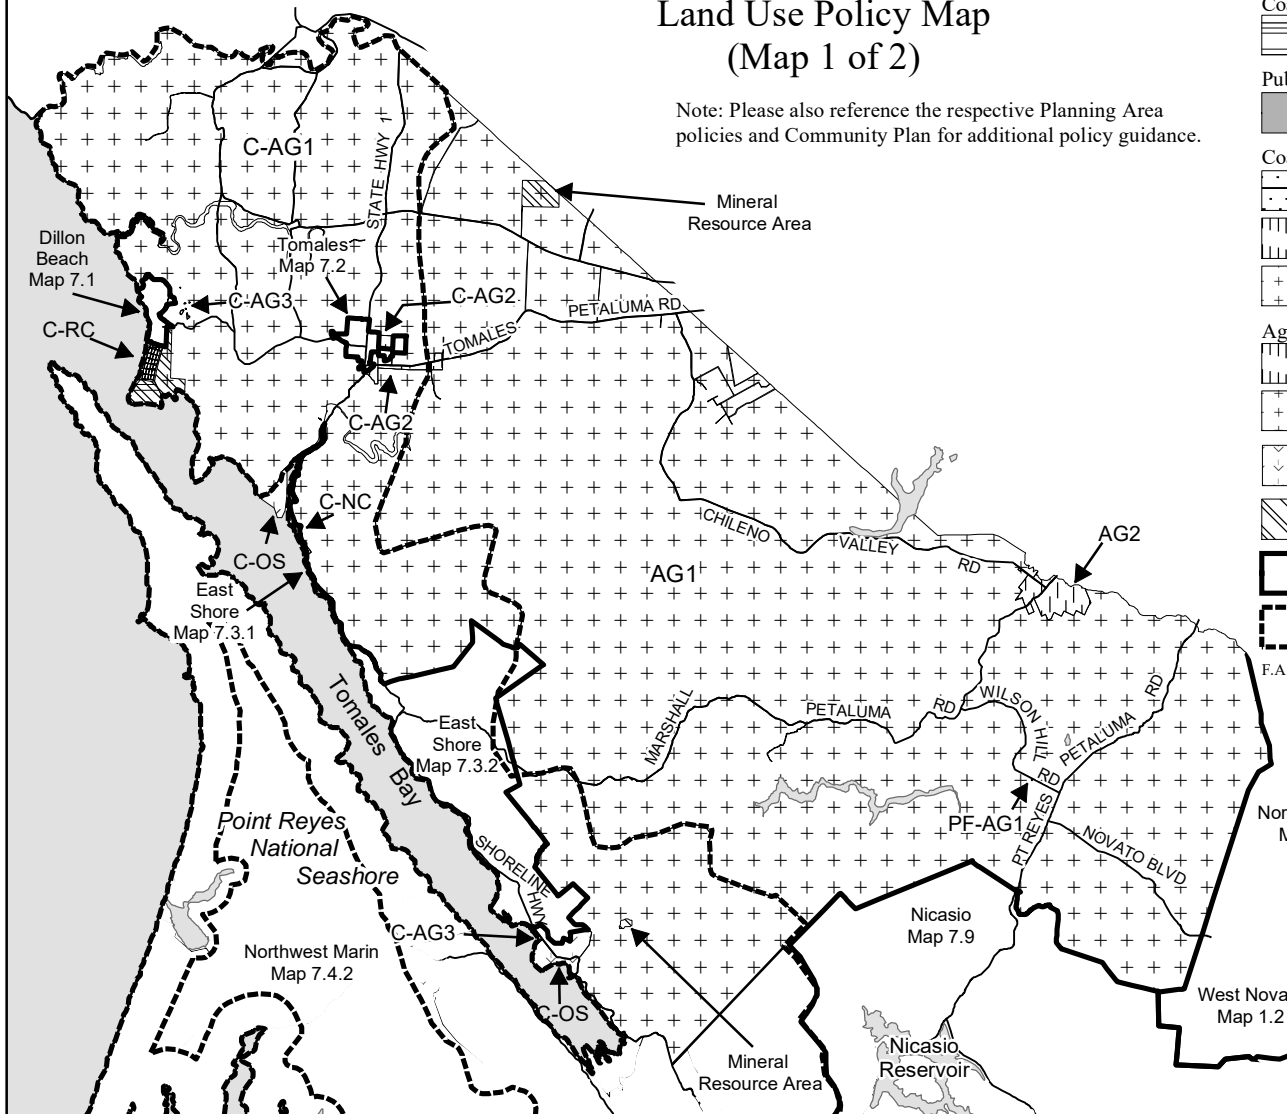 Land Use Policy Map
(Map 1 of 2)
Note: Please also reference the respective Planning Area
policies and Community Plan for additional policy guidance.
Co
Pub
Co
Ag
F.A
C-AG1
STATE HWY 1
Mineral
Resource Area
Dillon
Beach
Map 7.1
Tomales
Map 7.2
C-AG3
C-AG2
C-RC
TOMALES
PETALUMA RD
C-AG2
C-NC
C-OS
CHILENO
VALLEY
RD
AG2
AG1
East
Shore
Map 7.3.1
Tomales
Bay
East
Shore
Map 7.3.2
MARSHALL
PETALUMA
RD
WILSON
HILL
RD
PETALUMA
RD
PF-AG1
PT REYES
NOVATO BLVD
Nor
M
Point Reyes
National
Seashore
SHORELINE
HWY
C-AG3
Northwest Marin
Map 7.4.2
Nicasio
Map 7.9
C-OS
West Nova
Map 1.2
Mineral
Resource Area
Nicasio
Reservoir